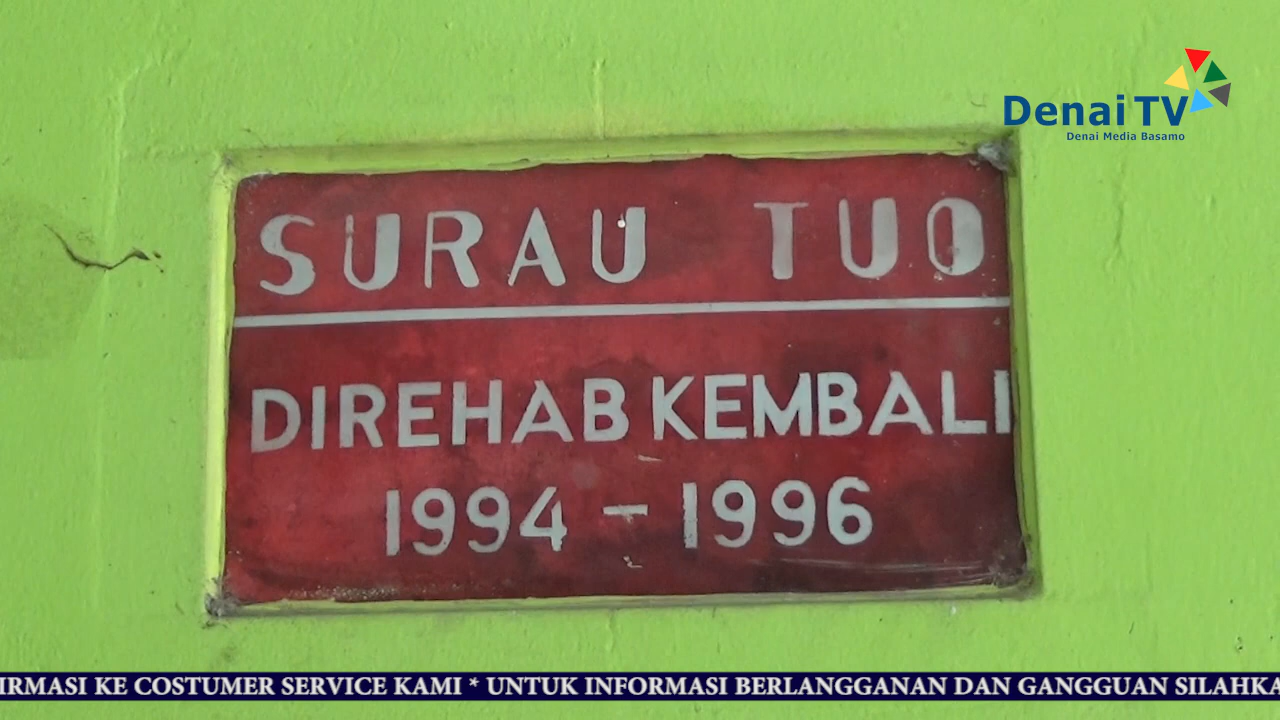 Denai TV
Denai Media Basamo
SURAU TUO
DIREHAB KEMBALI
1994 - 1996
IRMASI KE COSTUMER SERVICE KAMI * UNTUK INFORMASI BERLANGGANAN DAN GANGGUAN SILAHKA